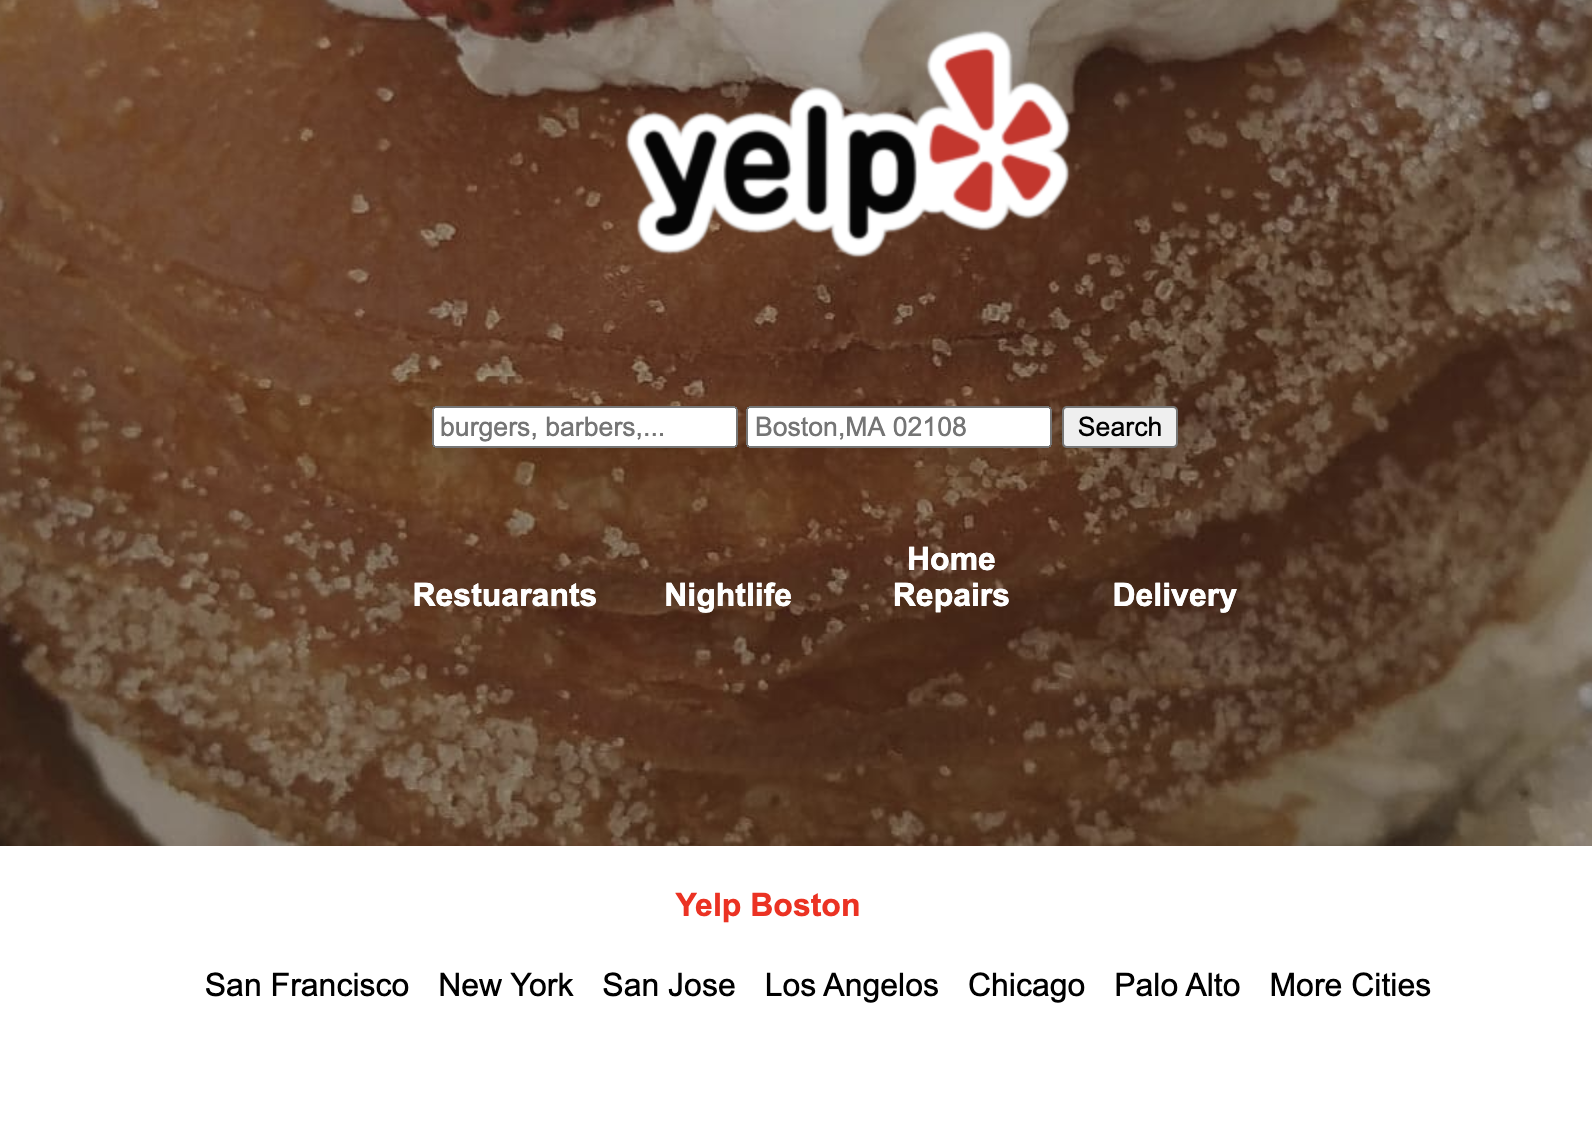 yelp
burgers, barbers,... Boston,MA 02108 Search
Home
Restuarants Nightlife Repairs Delivery
Yelp Boston
San Francisco New York San Jose Los Angelos Chicago Palo Alto More Cities